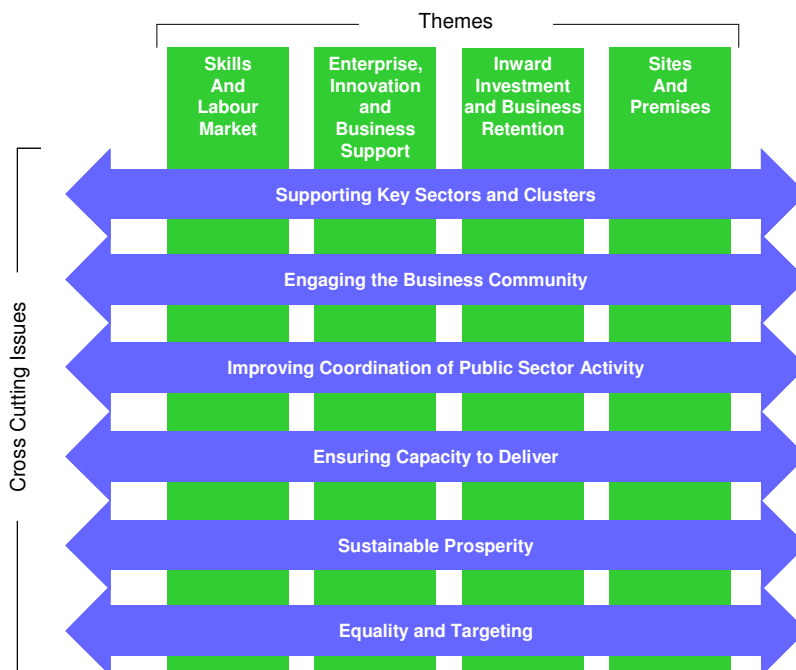 Themes
Skills
And
Labour
Market
Enterprise,
Innovation
and
Business
Support
Inward
Investment
and Business
Retention
Sites
And
Premises
Cross Cutting Issues
Supporting Key Sectors and Clusters
Engaging the Business Community
Improving Coordination of Public Sector Activity
Ensuring Capacity to Deliver
Sustainable Prosperity
Equality and Targeting